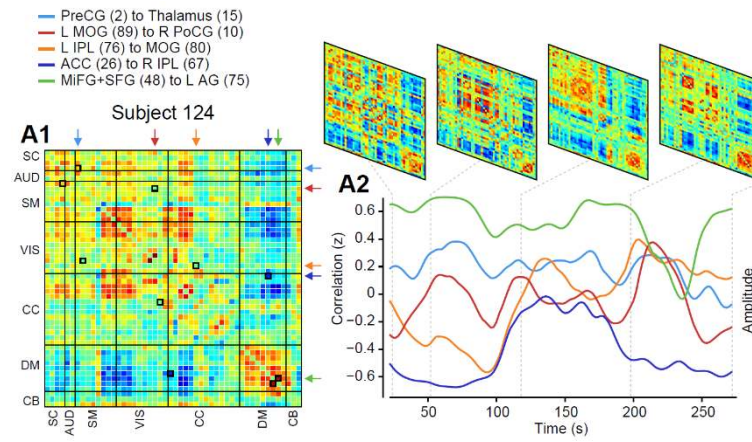 PreCG (2) to Thalamus (15)
L MOG (89) to R PoCG (10)
L IPL (76) to MOG (80)
ACC (26) to R IPL (67)
MiFG+SFG (48) to L AG (75)
Subject 124
A1
SC
AUD
SM
VIS
CC
DM
CB
SC
AUD
SM
VIS
CC
DM
CB
A2
Correlation (z)
0.6
0.4
0.2
0
−0.2
−0.4
−0.6
50
100
150
200
250
Time (s)
Amplitude